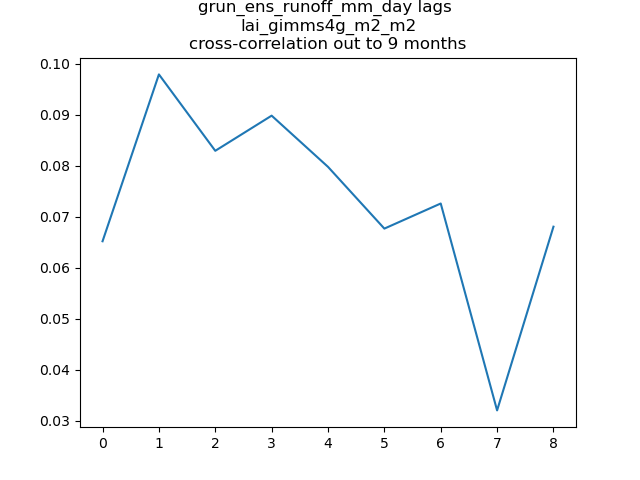 grun_ens_runoff_mm_day lags
lai_gimms4g_m2_m2
cross-correlation out to 9 months
0.10
0.09
0.08
0.07
0.06
0.05
0.04
0.03
0 1 2 3 4 5 6 7 8